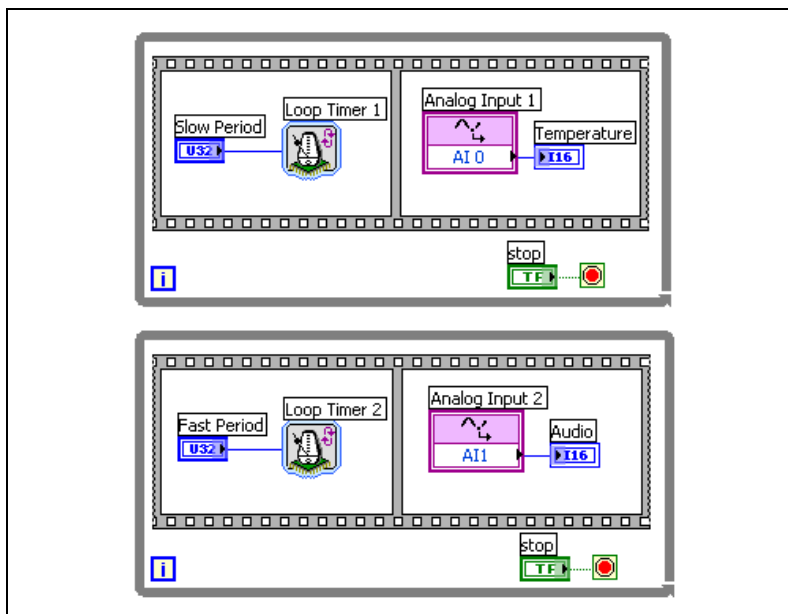 Loop Timer 1
Slow Period
U32
Analog Input 1
AI 0
Temperature
I16
stop
TF
i
Loop Timer 2
Fast Period
U32
Analog Input 2
AI1
Audio
I16
stop
TF
i